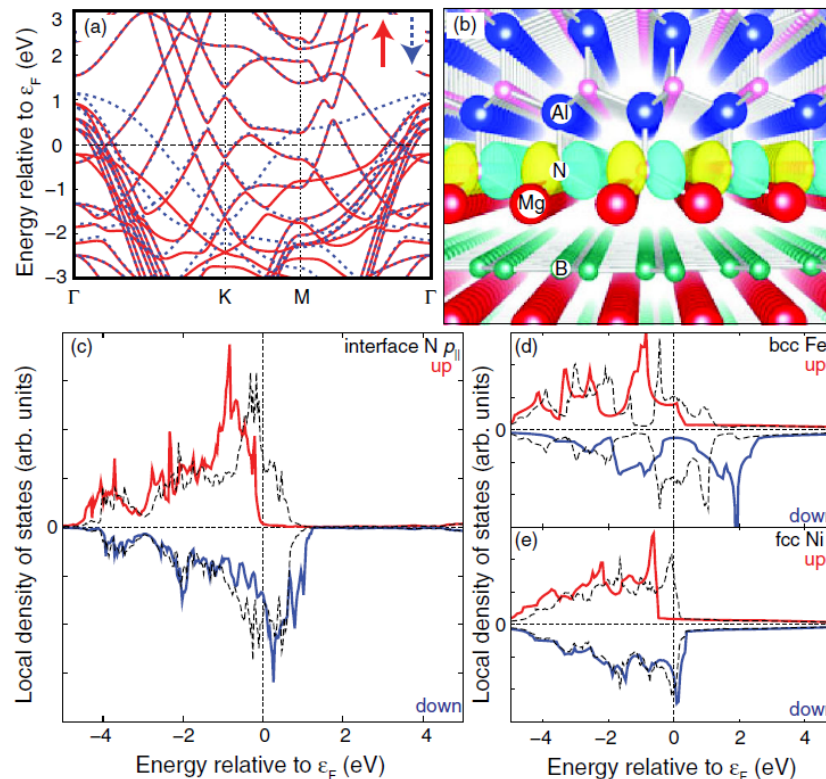 (a)
Energy relative to εF (eV)
3
2
1
0
−1
−2
−3
Γ
K
M
Γ
(b)
Al
N
Mg
B
(c)
interface N p||
up
down
Local density of states (arb. units)
0
−4
−2
0
2
4
Energy relative to εF (eV)
(d)
bcc Fe
up
0
down
(e)
fcc Ni
up
0
down
Local density of states (arb. units)
−4
−2
0
2
4
Energy relative to εF (eV)